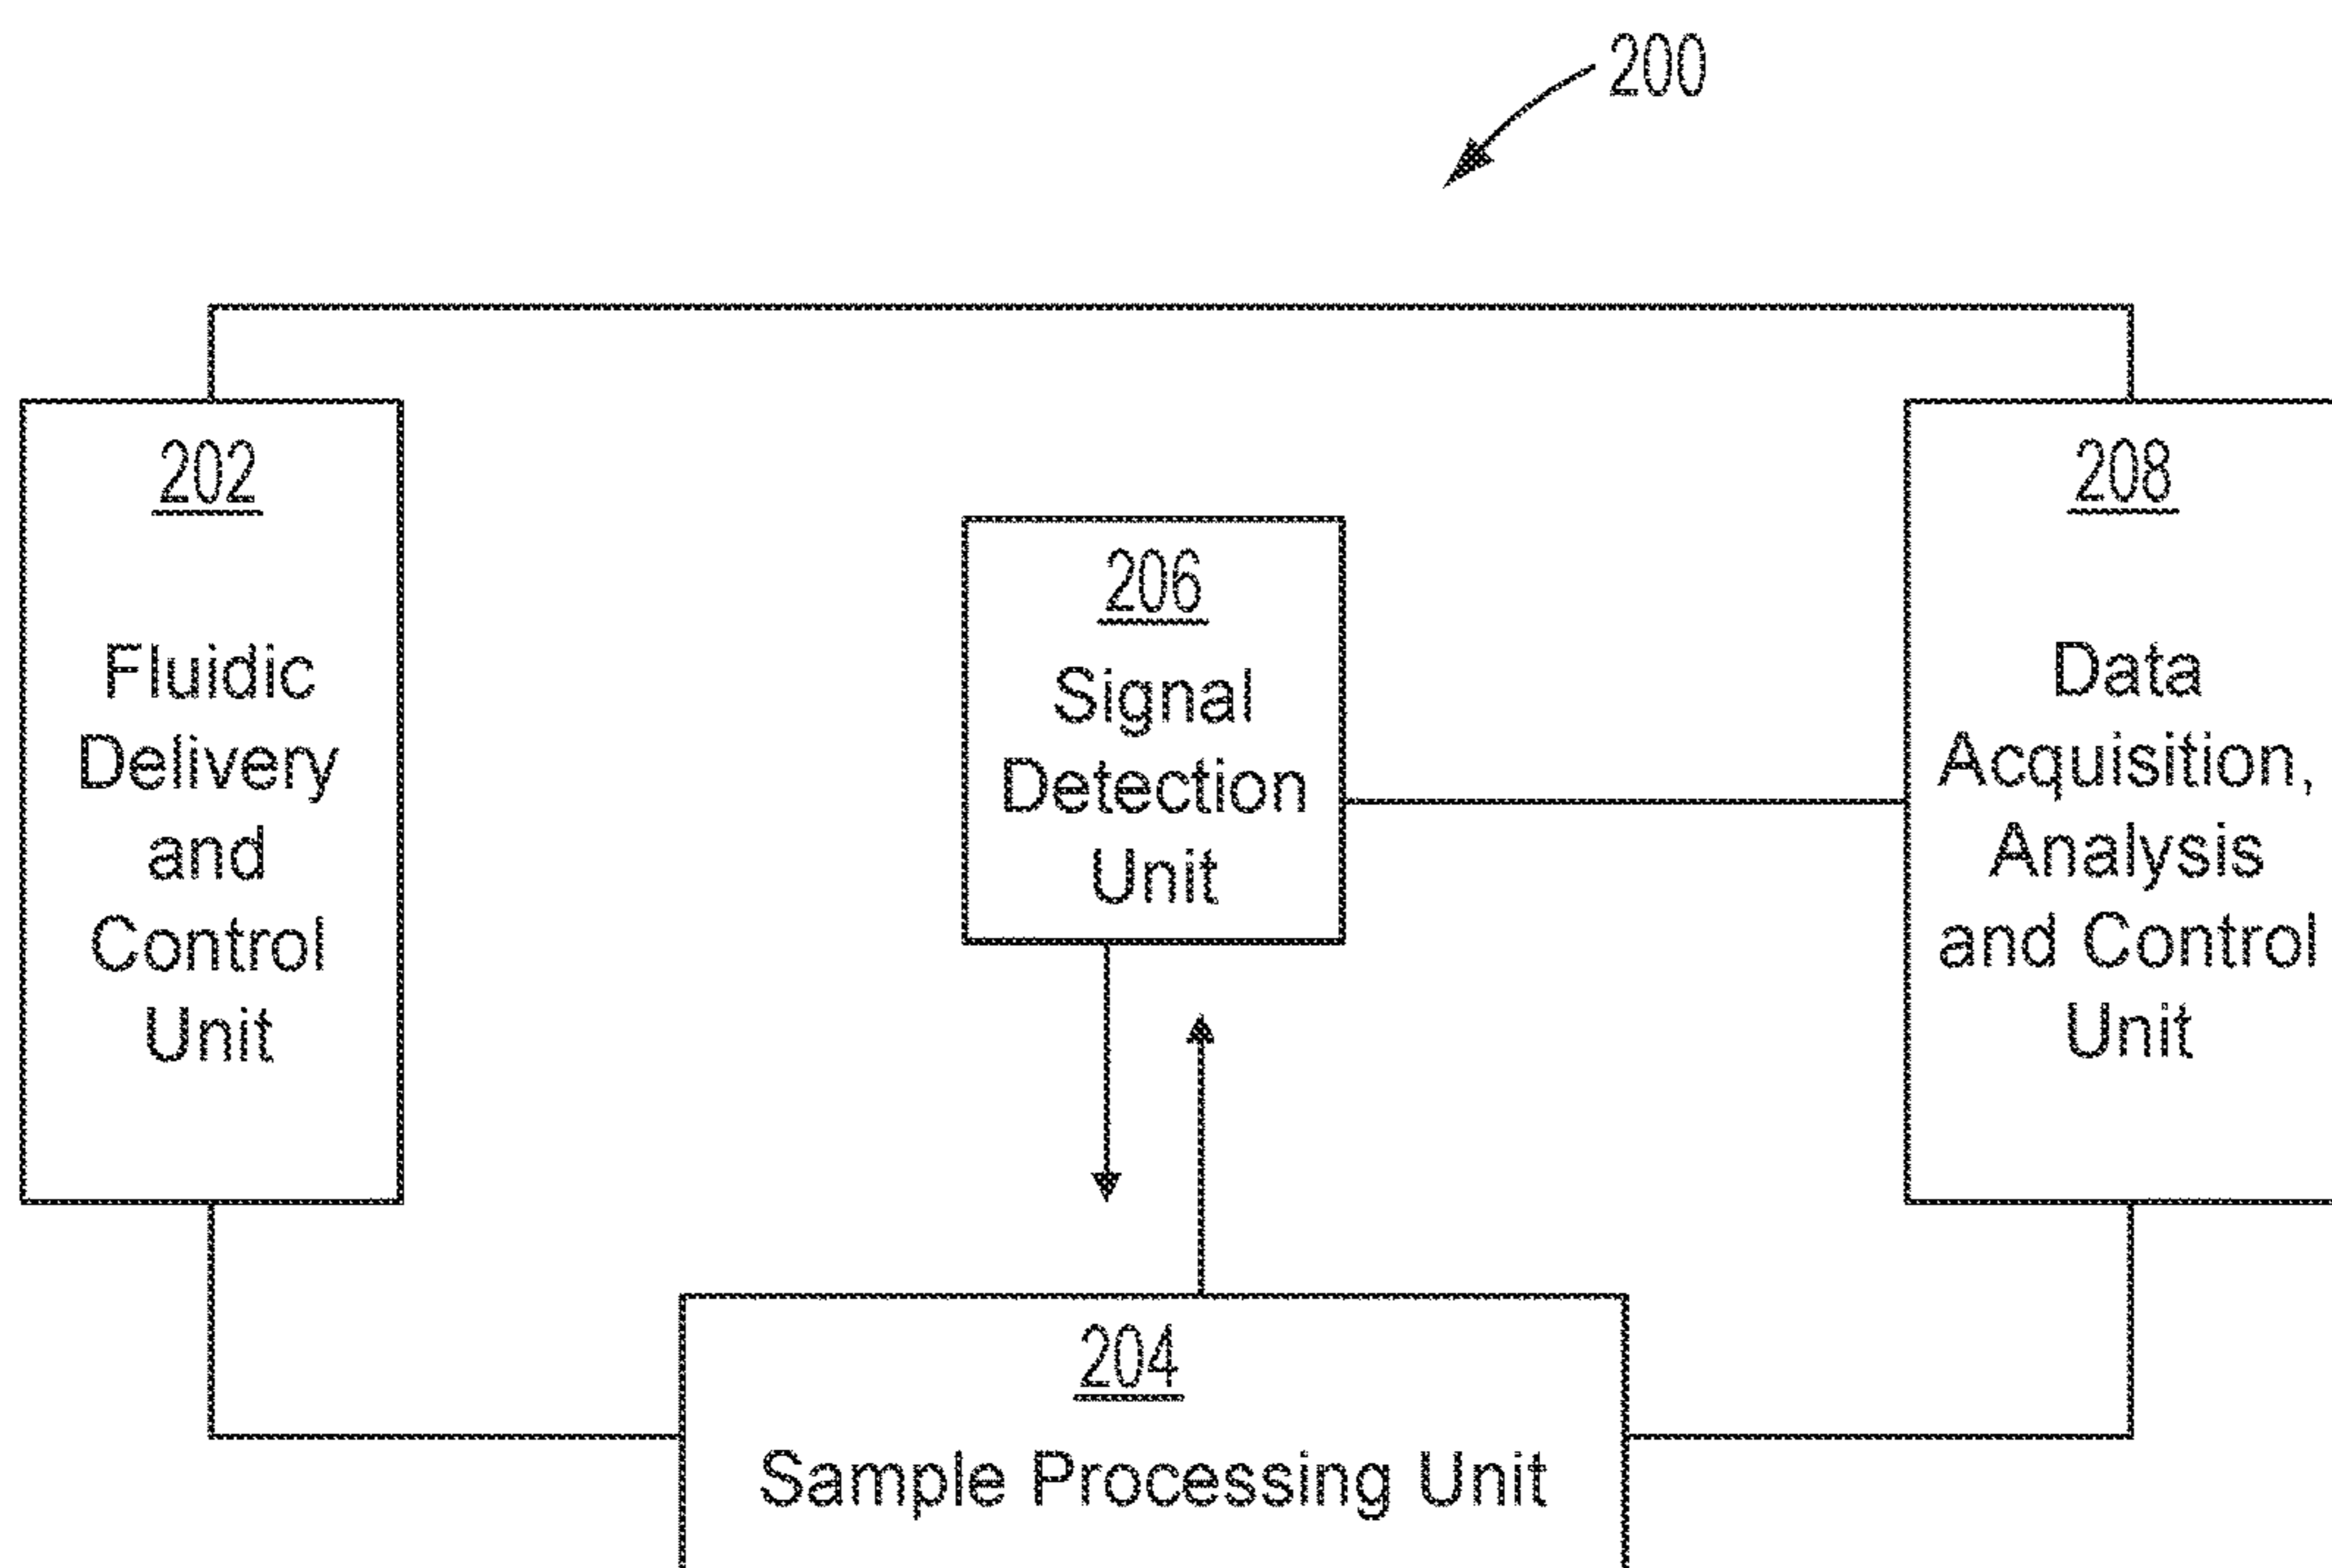 200
202
Fluidic
Delivery
and
Control
Unit
206
Signal
Detection
Unit
208
Data
Acquisition,
Analysis
and Control
Unit
204
Sample Processing Unit